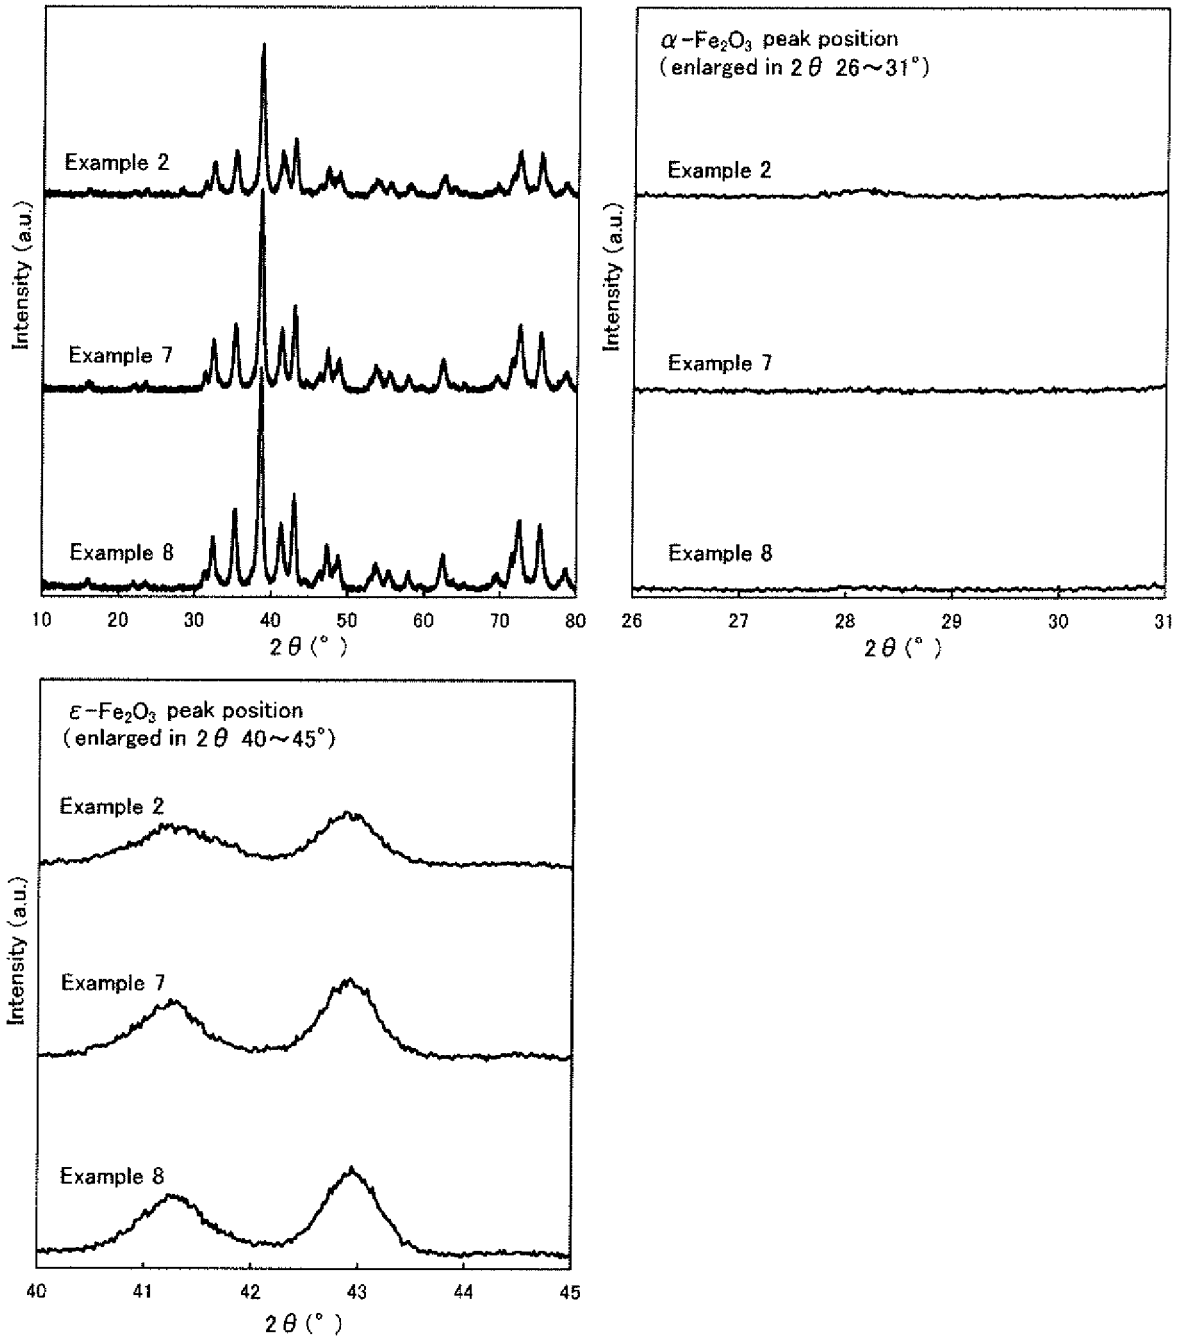 Intensity (a.u.)
Example 2
Example 7
Example 8
10 20 30 40 50 60 70 80
2θ(°)
α-Fe₂O₃ peak position
(enlarged in 2θ 26~31°)
Intensity (a.u.)
Example 2
Example 7
Example 8
26 27 28 29 30 31
2θ(°)
ε-Fe₂O₃ peak position
(enlarged in 2θ 40~45°)
Intensity (a.u.)
Example 2
Example 7
Example 8
40 41 42 43 44 45
2θ(°)